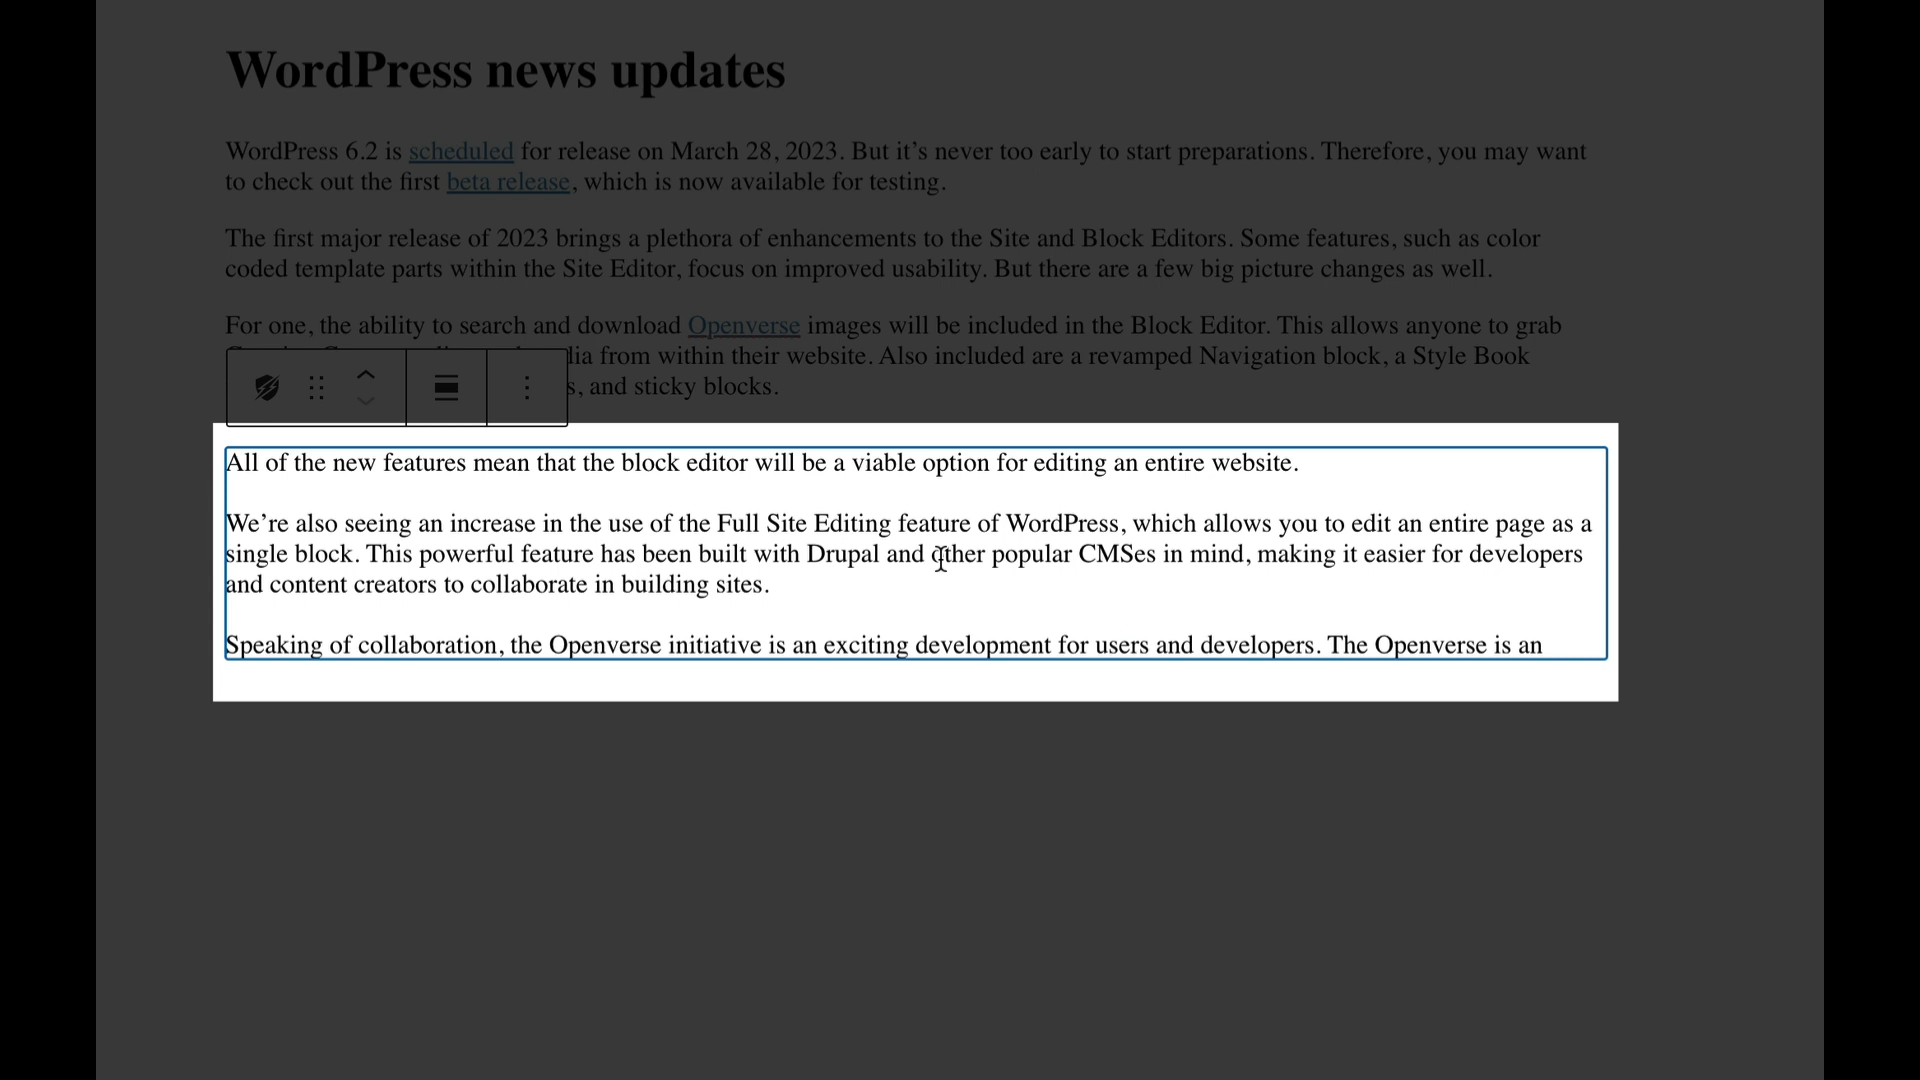 WordPress news updates
WordPress 6.2 is scheduled for release on March 28, 2023. But it’s never too early to start preparations. Therefore, you may want
to check out the first beta release, which is now available for testing.
The first major release of 2023 brings a plethora of enhancements to the Site and Block Editors. Some features, such as color
coded template parts within the Site Editor, focus on improved usability. But there are a few big picture changes as well.
For one, the ability to search and download Openverse images will be included in the Block Editor. This allows anyone to grab
from within their website. Also included are a revamped Navigation block, a Style Book
and sticky blocks.
All of the new features mean that the block editor will be a viable option for editing an entire website.
We’re also seeing an increase in the use of the Full Site Editing feature of WordPress, which allows you to edit an entire page as a
single block. This powerful feature has been built with Drupal and other popular CMSes in mind, making it easier for developers
and content creators to collaborate in building sites.
Speaking of collaboration, the Openverse initiative is an exciting development for users and developers. The Openverse is an